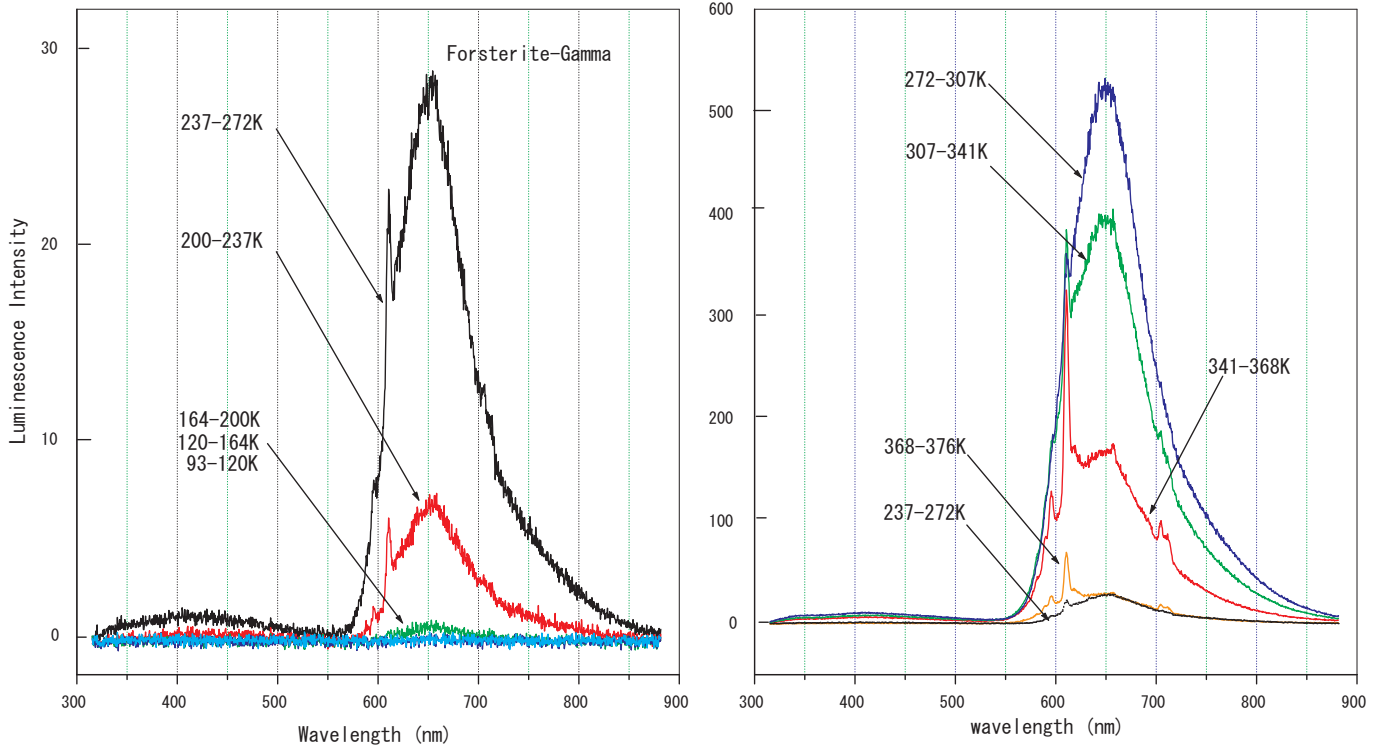 30
20
10
0
Luminescence Intensity
Forsterite-Gamma
237-272K
200-237K
164-200K
120-164K
93-120K
300 400 500 600 700 800 900
Wavelength (nm)
600
500
400
300
200
100
0
272-307K
307-341K
341-368K
368-376K
237-272K
300 400 500 600 700 800 900
wavelength (nm)